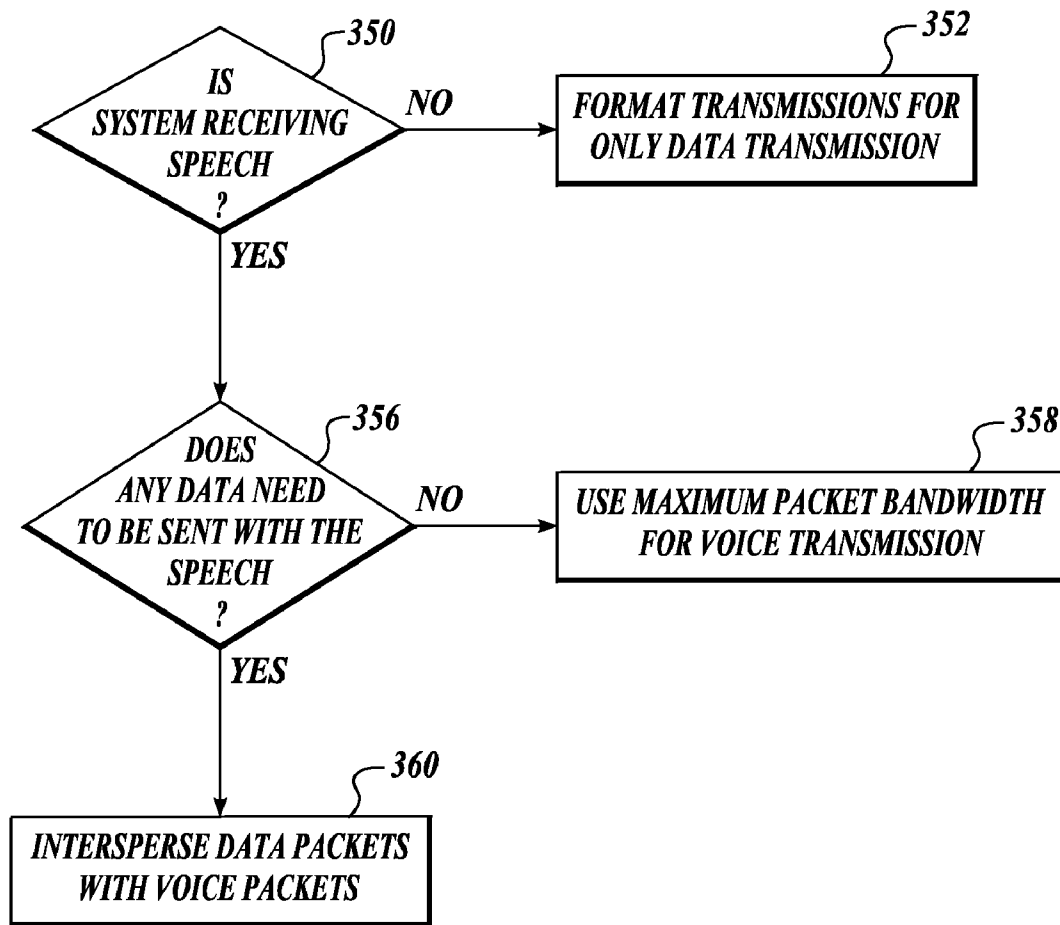 350
IS
SYSTEM RECEIVING
SPEECH
?
NO
352
FORMAT TRANSMISSIONS FOR
ONLY DATA TRANSMISSION
YES
356
DOES
ANY DATA NEED
TO BE SENT WITH THE
SPEECH
?
NO
358
USE MAXIMUM PACKET BANDWIDTH
FOR VOICE TRANSMISSION
YES
360
INTERSPERSE DATA PACKETS
WITH VOICE PACKETS